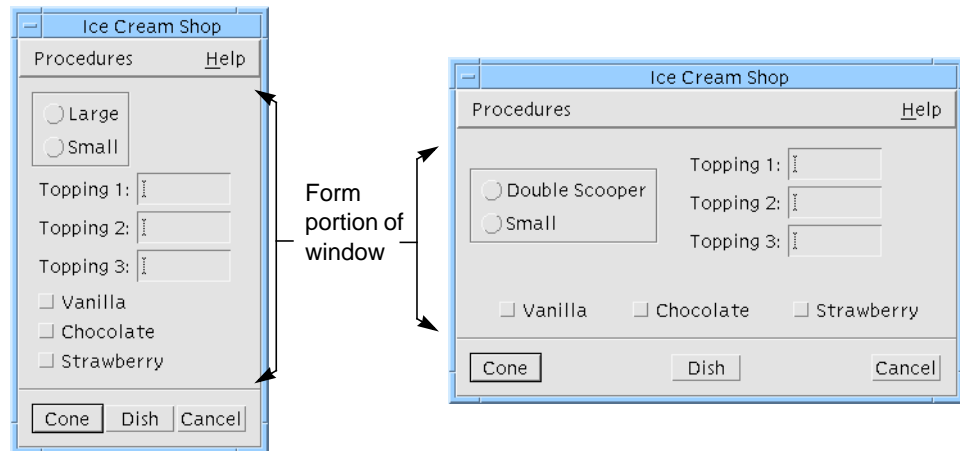 Ice Cream Shop
Procedures Help
Large
Small
Topping 1:
Topping 2:
Topping 3:
Vanilla
Chocolate
Strawberry
Cone Dish Cancel
Form
portion of
window
Ice Cream Shop
Procedures Help
Double Scooper
Small
Topping 1:
Topping 2:
Topping 3:
Vanilla Chocolate Strawberry
Cone Dish Cancel